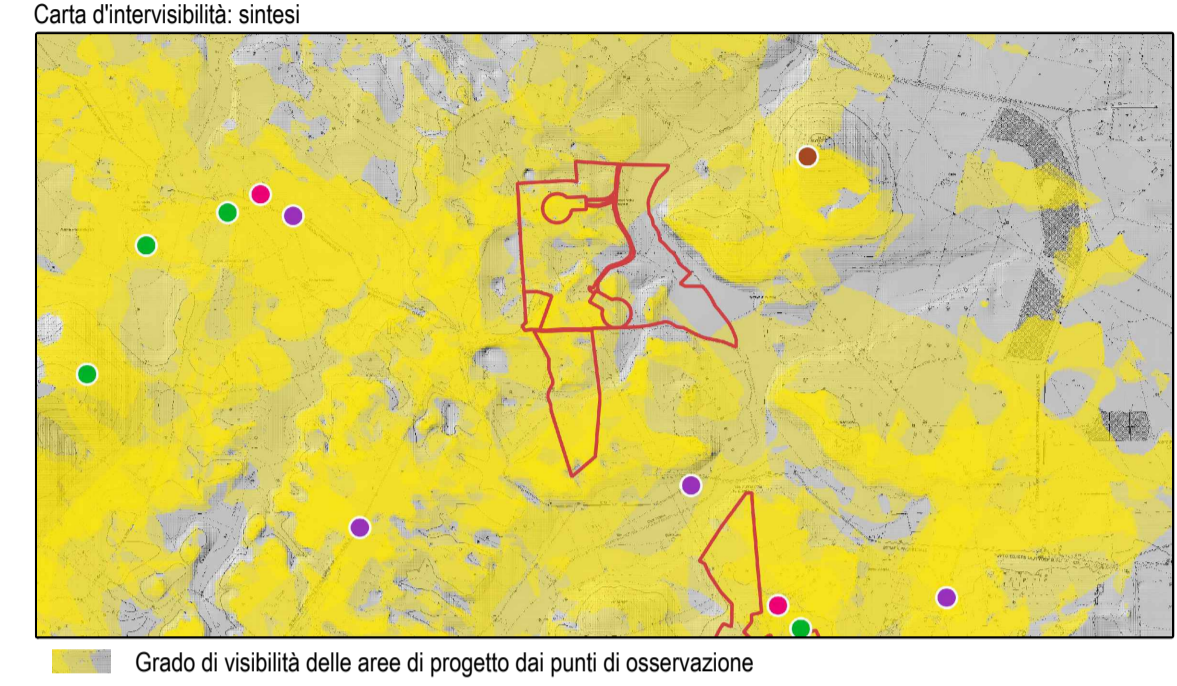 Carta d'intervisibilità: sintesi
Grado di visibilità delle aree di progetto dai punti di osservazione